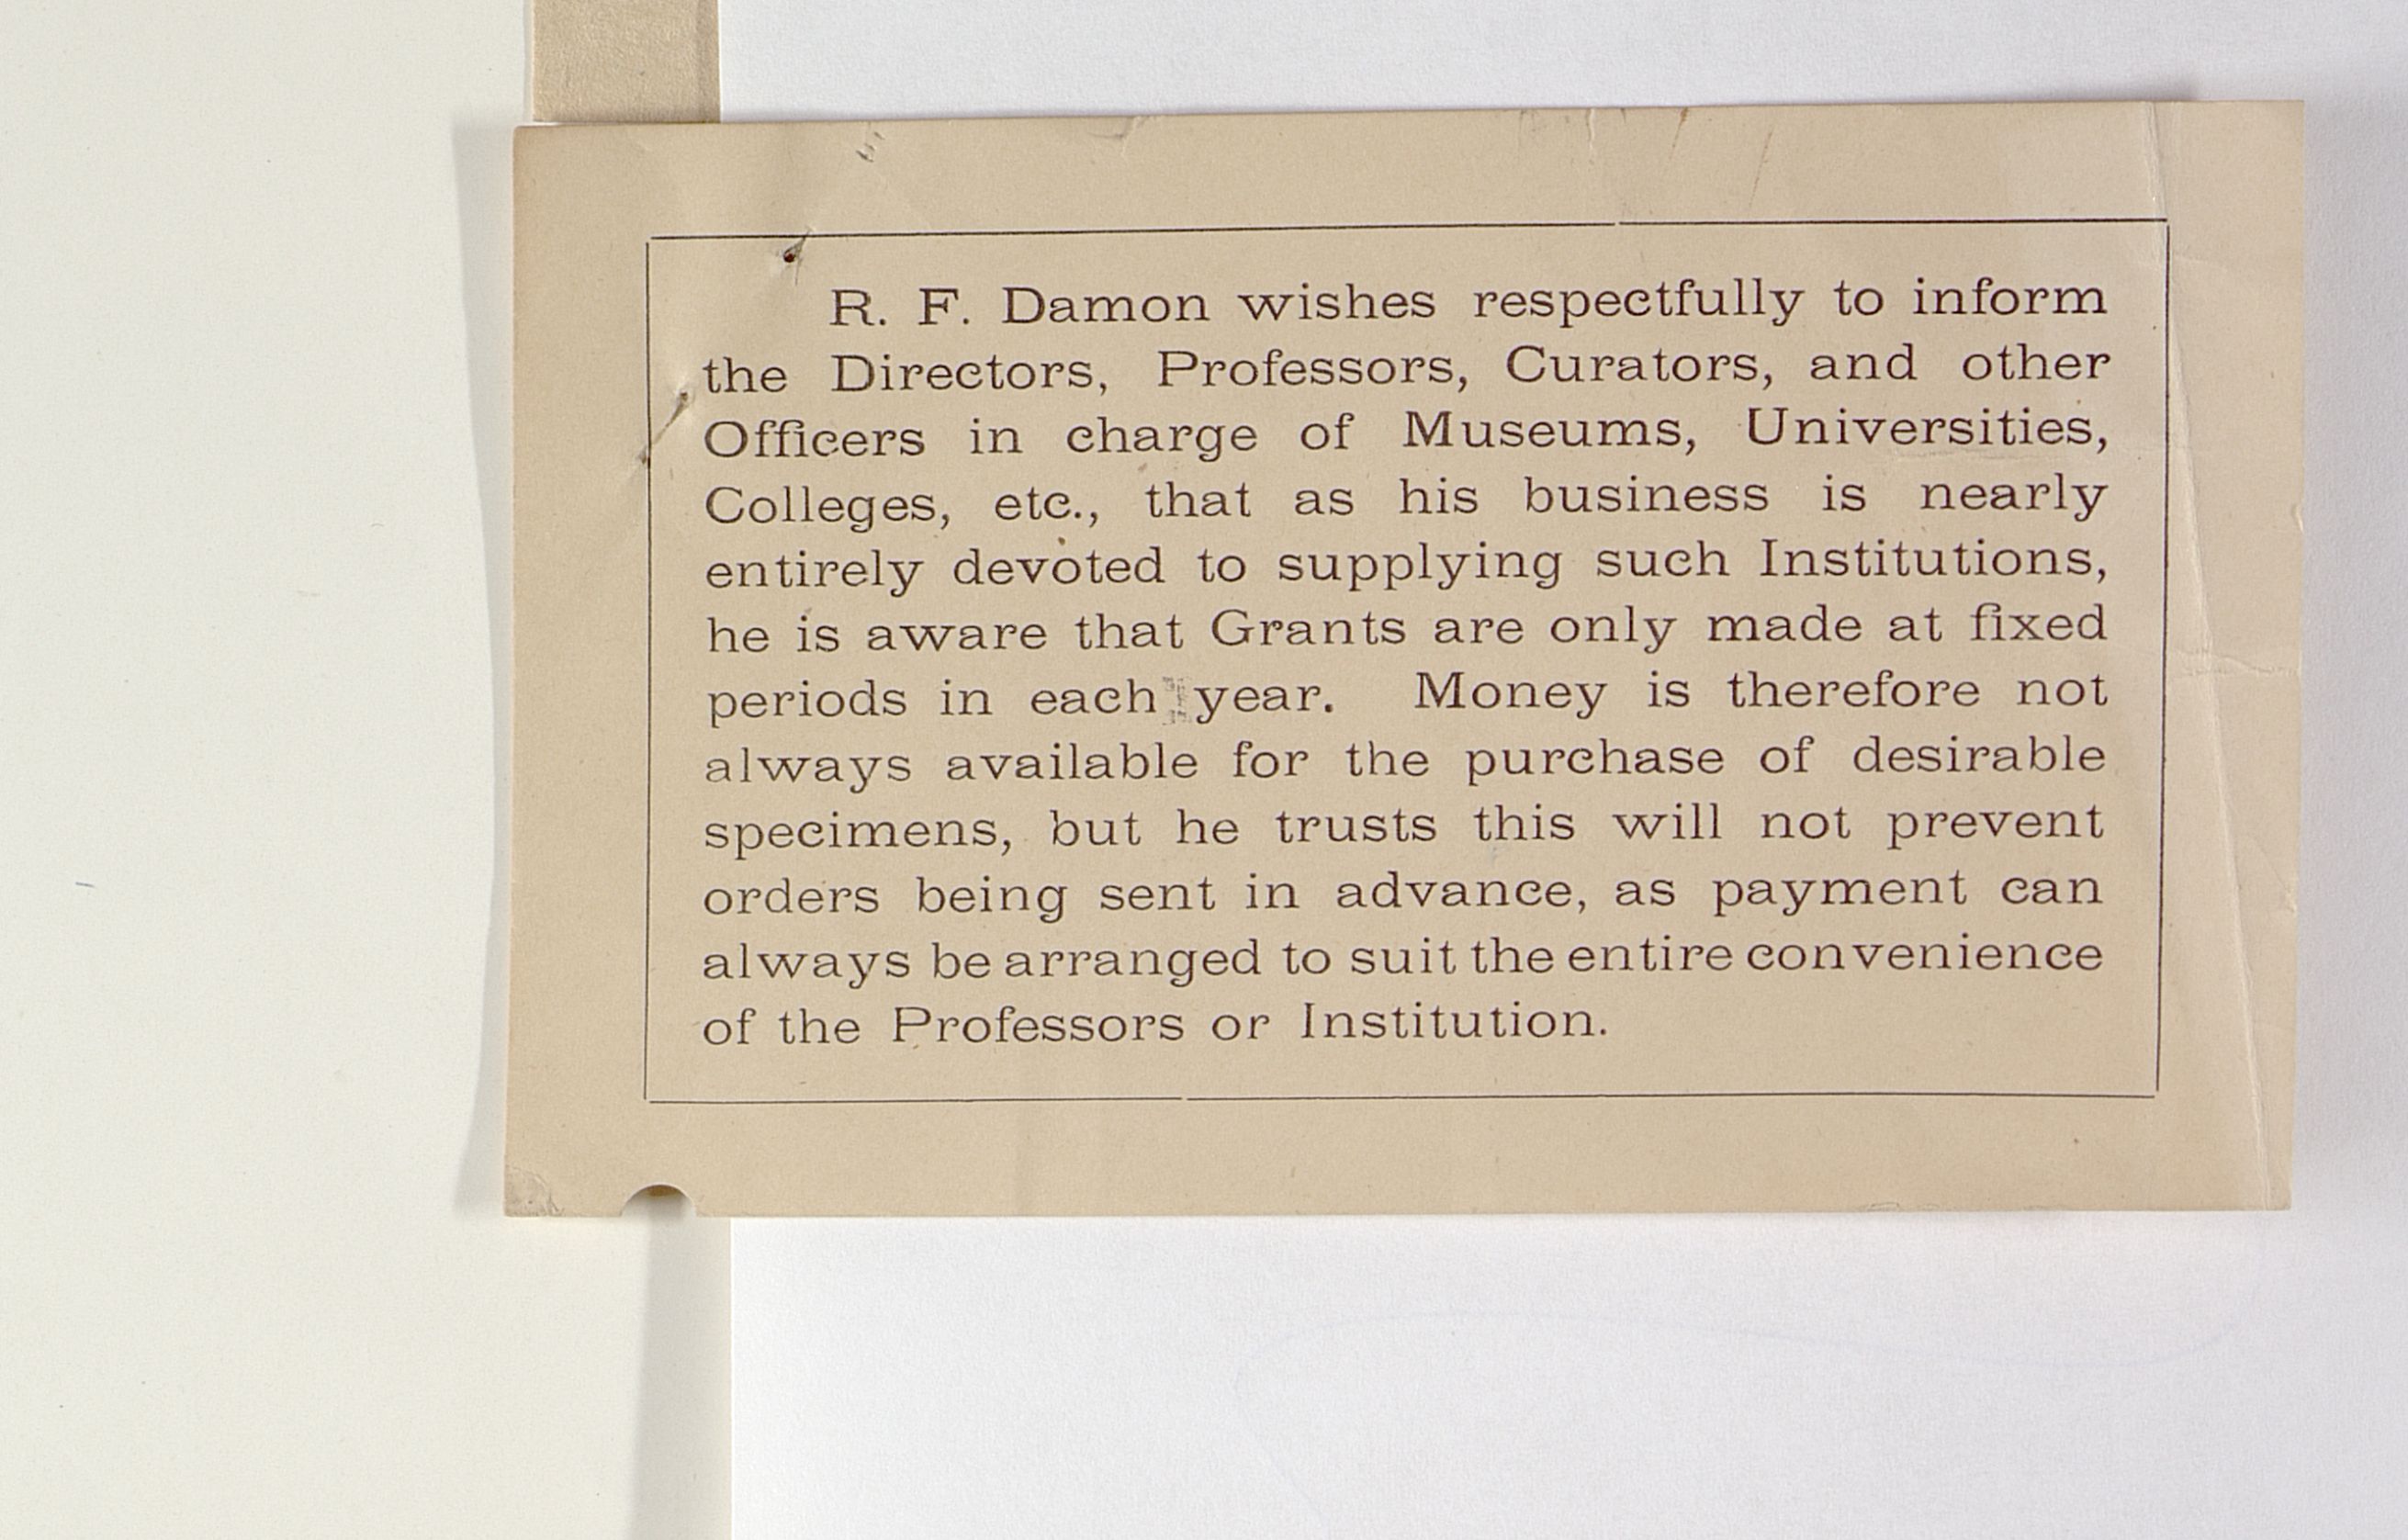 R. F. Damon wishes respectfully to inform
the Directors, Professors, Curators, and other
Officers in charge of Museums, Universities,
Colleges, etc., that as his business is nearly
entirely devoted to supplying such Institutions,
he is aware that Grants are only made at fixed
periods in each year. Money is therefore not
always available for the purchase of desirable
specimens, but he trusts this will not prevent
orders being sent in advance, as payment can
always be arranged to suit the entire convenience
of the Professors or Institution.